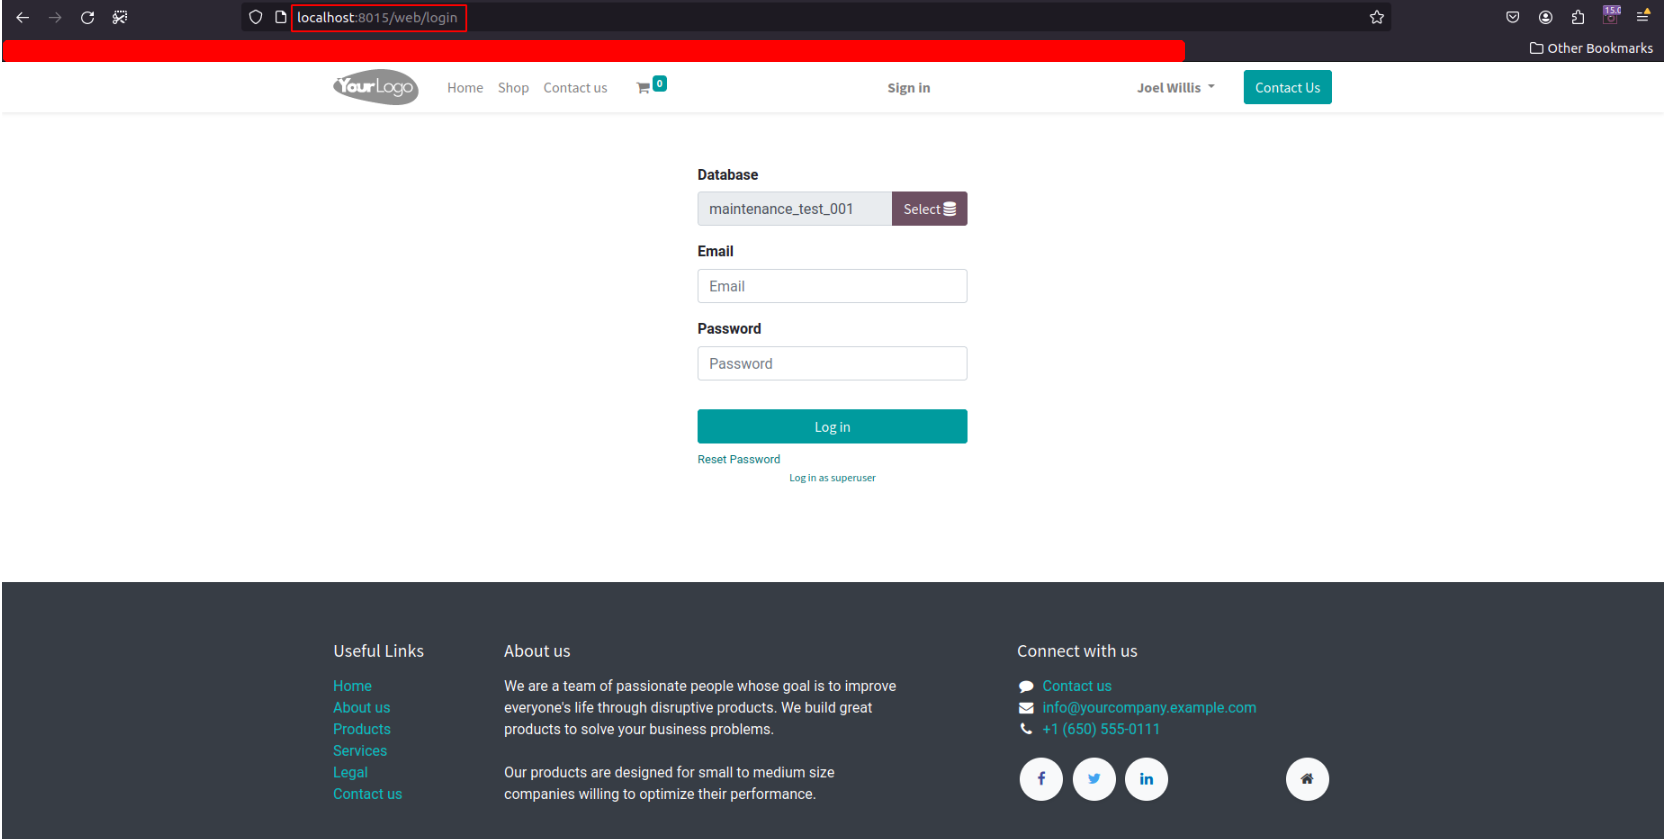 localhost:8015/web/login
15.0
Other Bookmarks
YourLogo Home Shop Contact us 0 Sign in Joel Willis Contact Us
Database
maintenance_test_001 Select
Email
Email
Password
Password
Log in
Reset Password
Log in as superuser
Useful Links
Home
About us
Products
Services
Legal
Contact us
About us
We are a team of passionate people whose goal is to improve
everyone's life through disruptive products. We build great
products to solve your business problems.
Our products are designed for small to medium size
companies willing to optimize their performance.
Connect with us
Contact us
info@yourcompany.example.com
+1 (650) 555-0111